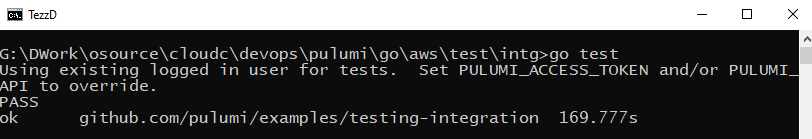 TezzD
G:\DWork\osource\cloudc\devops\pulumi\go\aws\test\intg>go test
Using existing logged in user for tests.  Set PULUMI_ACCESS_TOKEN and/or PULUMI_
API to override.
PASS
ok      github.com/pulumi/examples/testing-integration  169.777s